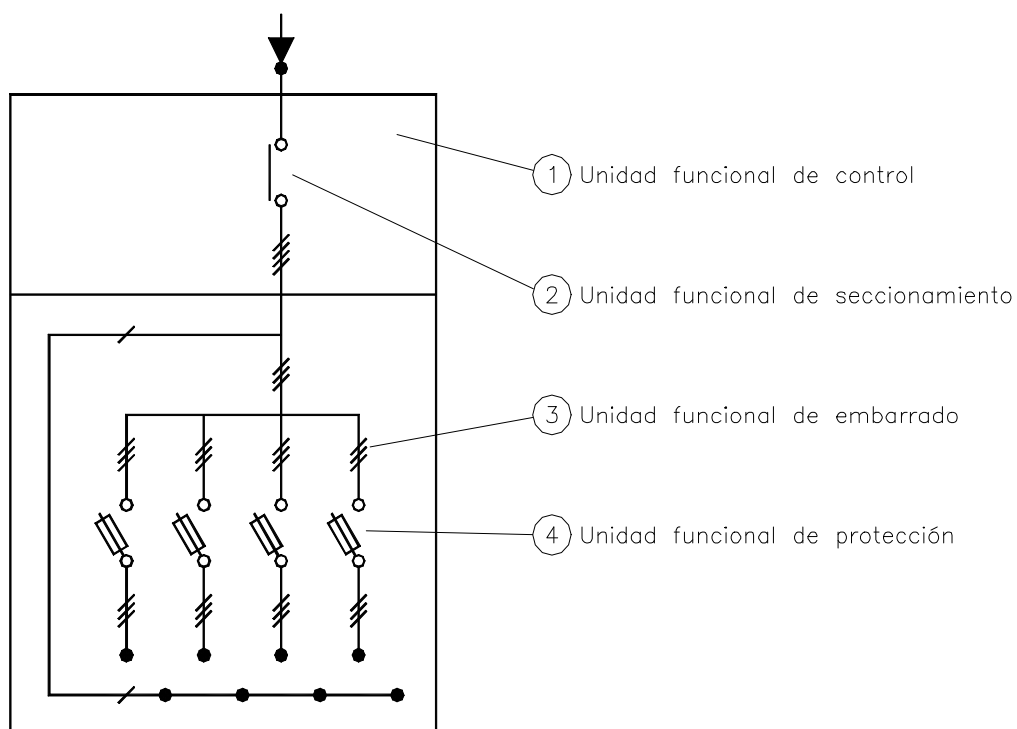 1 Unidad funcional de control
2 Unidad funcional de seccionamiento
3 Unidad funcional de embarrado
4 Unidad funcional de protección